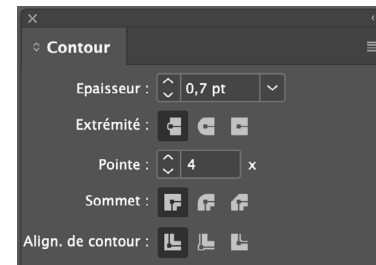 Contour
Epaisseur : 0,7 pt
Extrémité :
Pointe : 4 x
Sommet :
Align. de contour :